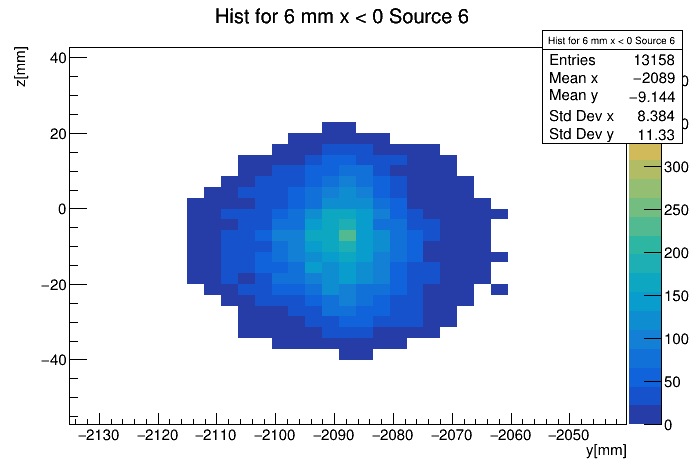 Hist for 6 mm x < 0 Source 6
Hist for 6 mm x < 0 Source 6
Entries 13158
Mean x −2089
Mean y −9.144
Std Dev x 8.384
Std Dev y 11.33
z[mm]
40
20
0
−20
−40
300
250
200
150
100
50
0
−2130 −2120 −2110 −2100 −2090 −2080 −2070 −2060 −2050
y[mm]